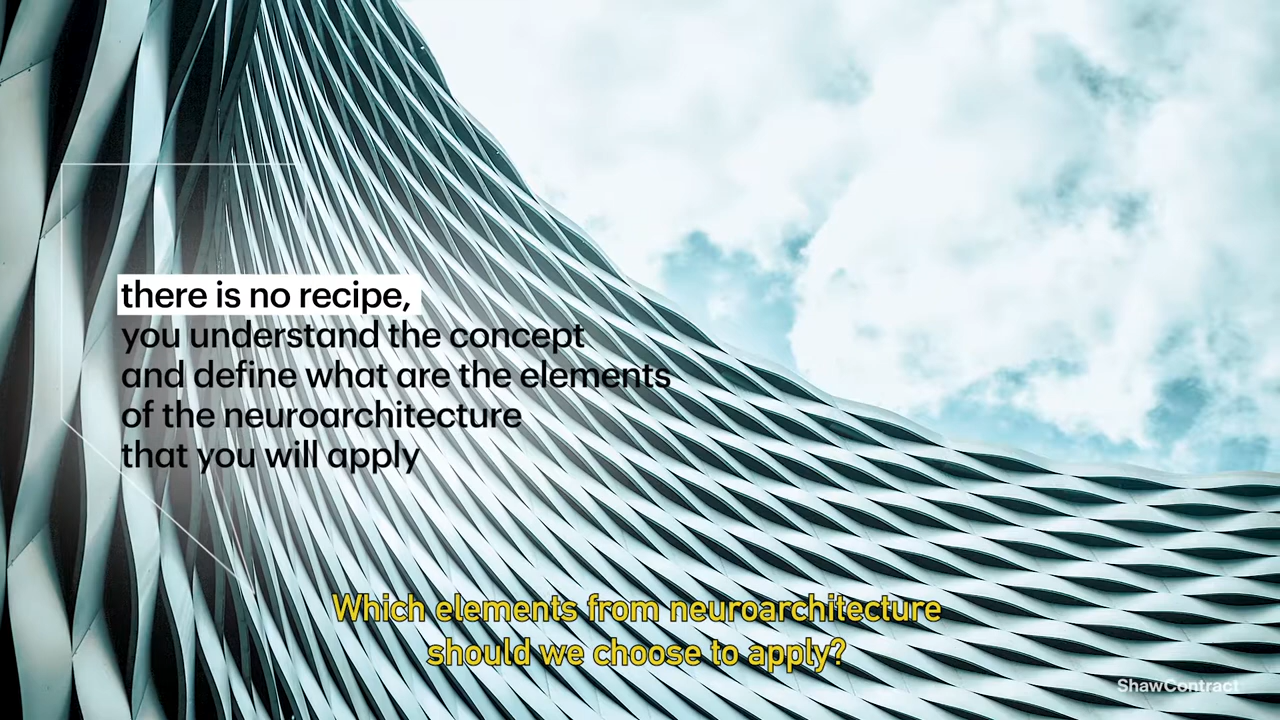 there is no recipe,
you understand the concept
and define what are the elements
of the neuroarchitecture
that you will apply
Which elements from neuroarchitecture
should we choose to apply?
ShawContract